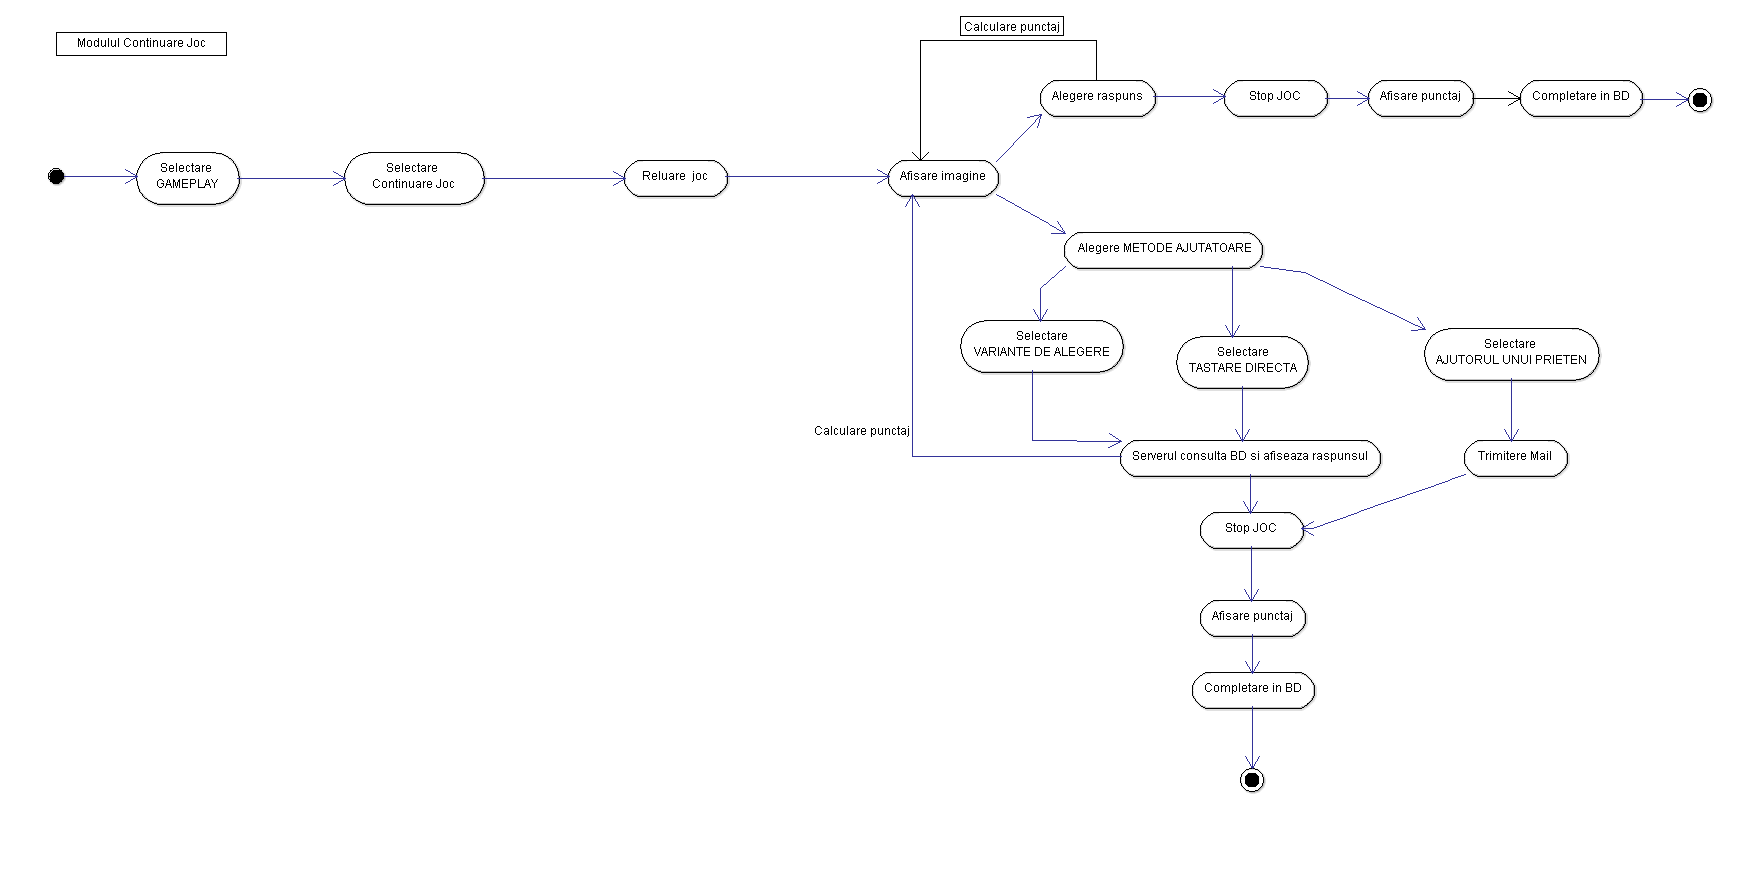 Calculare punctaj
Modulul Continuare Joc
Alegere raspuns
Stop JOC
Afisare punctaj
Completare in BD
Selectare
GAMEPLAY
Selectare
Continuare Joc
Reluare  joc
Afisare imagine
Alegere METODE AJUTATOARE
Selectare
VARIANTE DE ALEGERE
Selectare
TASTARE DIRECTA
Selectare
AJUTORUL UNUI PRIETEN
Calculare punctaj
Serverul consulta BD si afiseaza raspunsul
Trimitere Mail
Stop JOC
Afisare punctaj
Completare in BD